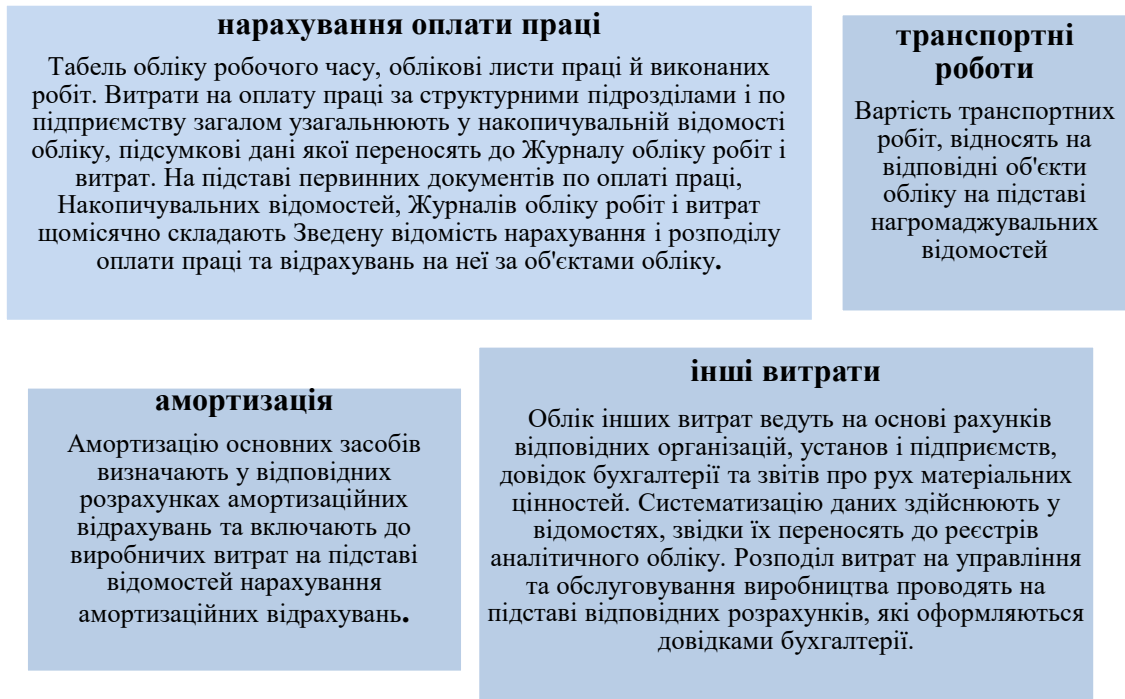 нарахування оплати праці
Табель обліку робочого часу, облікові листи праці й виконаних
робіт. Витрати на оплату праці за структурними підрозділами і по
підприємству загалом узагальнюють у накопичувальній відомості
обліку, підсумкові дані якої переносять до Журналу обліку робіт і
витрат. На підставі первинних документів по оплаті праці,
Накопичувальних відомостей, Журналів обліку робіт і витрат
щомісячно складають Зведену відомість нарахування і розподілу
оплати праці та відрахувань на неї за об'єктами обліку.
транспортні
роботи
Вартість транспортних
робіт, відносять на
відповідні об'єкти
обліку на підставі
нагромаджувальних
відомостей
амортизація
Амортизацію основних засобів
визначають у відповідних
розрахунках амортизаційних
відрахувань та включають до
виробничих витрат на підставі
відомостей нарахування
амортизаційних відрахувань.
інші витрати
Облік інших витрат ведуть на основі рахунків
відповідних організацій, установ і підприємств,
довідок бухгалтерії та звітів про рух матеріальних
цінностей. Систематизацію даних здійснюють у
відомостях, звідки їх переносять до реєстрів
аналітичного обліку. Розподіл витрат на управління
та обслуговування виробництва проводять на
підставі відповідних розрахунків, які оформляються
довідками бухгалтерії.